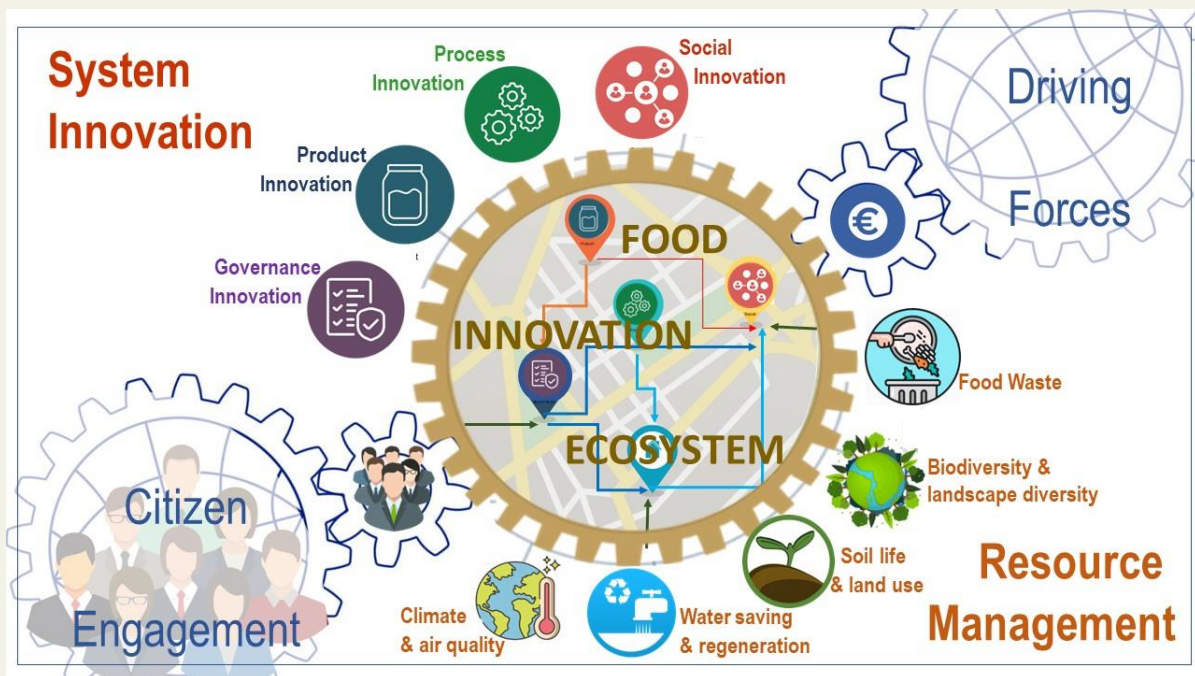 System
Innovation
Process
Innovation
Social
Innovation
Product
Innovation
Governance
Innovation
Driving
Forces
€
FOOD
INNOVATION
ECOSYSTEM
Food Waste
Biodiversity &
landscape diversity
Soil life
& land use
Water saving
& regeneration
Climate
& air quality
Citizen
Engagement
Resource
Management
t